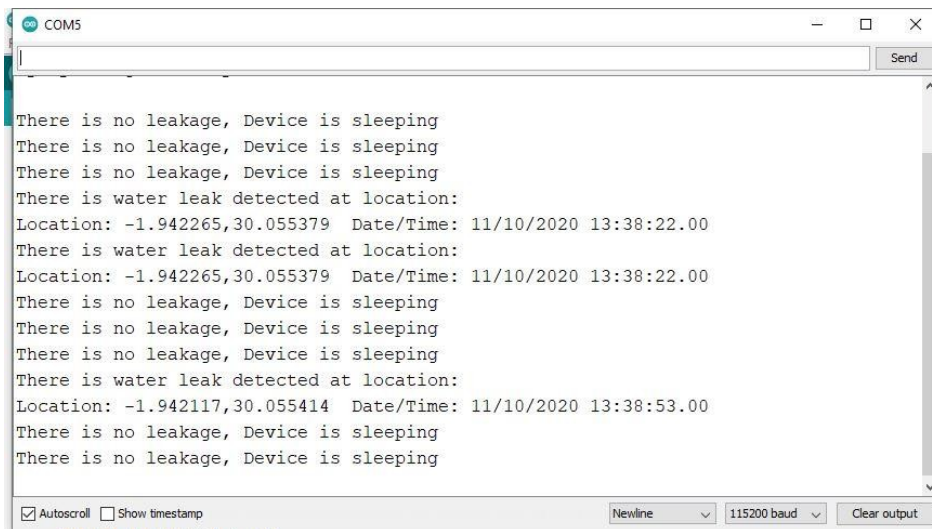 COM5
Send
There is no leakage, Device is sleeping
There is no leakage, Device is sleeping
There is no leakage, Device is sleeping
There is water leak detected at location:
Location: -1.942265,30.055379  Date/Time: 11/10/2020 13:38:22.00
There is water leak detected at location:
Location: -1.942265,30.055379  Date/Time: 11/10/2020 13:38:22.00
There is no leakage, Device is sleeping
There is no leakage, Device is sleeping
There is no leakage, Device is sleeping
There is water leak detected at location:
Location: -1.942117,30.055414  Date/Time: 11/10/2020 13:38:53.00
There is no leakage, Device is sleeping
There is no leakage, Device is sleeping
Autoscroll Show timestamp Newline 115200 baud Clear output